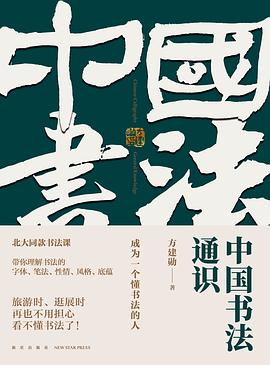 中國
書法
Chinese Calligraphy
General Knowledge
中国书法
通识
方建勋——著
成为一个懂书法的人
北大同款书法课
带你理解书法的
字体、笔法、性情、风格、底蕴
旅游时、逛展时
再也不用担心
看不懂书法了！
新星出版社 NEW STAR PRESS